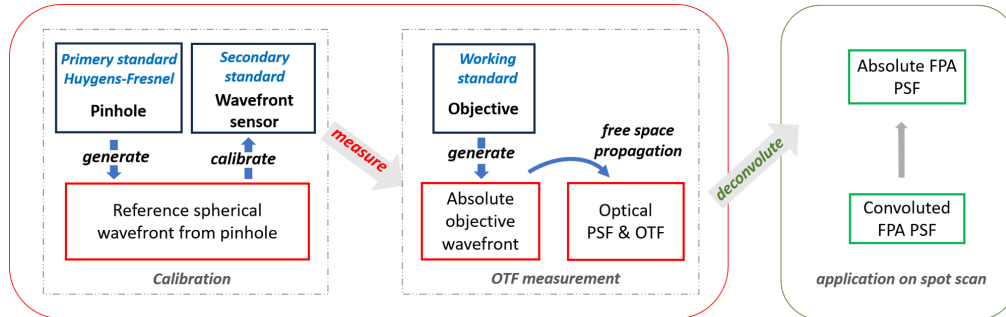 Primery standard
Huygens-Fresnel
Pinhole
Secondary
standard
Wavefront
sensor
generate
calibrate
Reference spherical
wavefront from pinhole
Calibration
measure
Working
standard
Objective
generate
free space
propagation
Absolute
objective
wavefront
Optical
PSF & OTF
OTF measurement
deconvolute
Absolute FPA
PSF
Convoluted
FPA PSF
application on spot scan